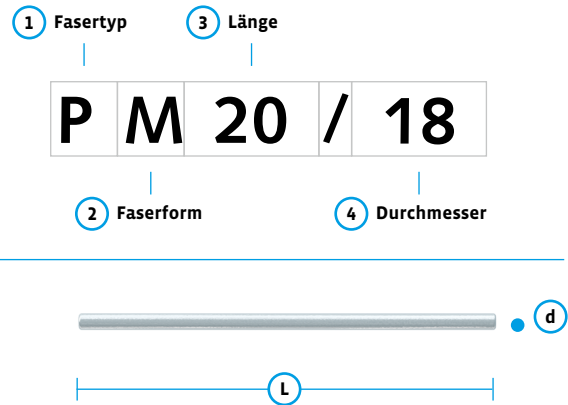 1 Fasertyp 3 Länge
P M 20 / 18
2 Faserform 4 Durchmesser
d
L